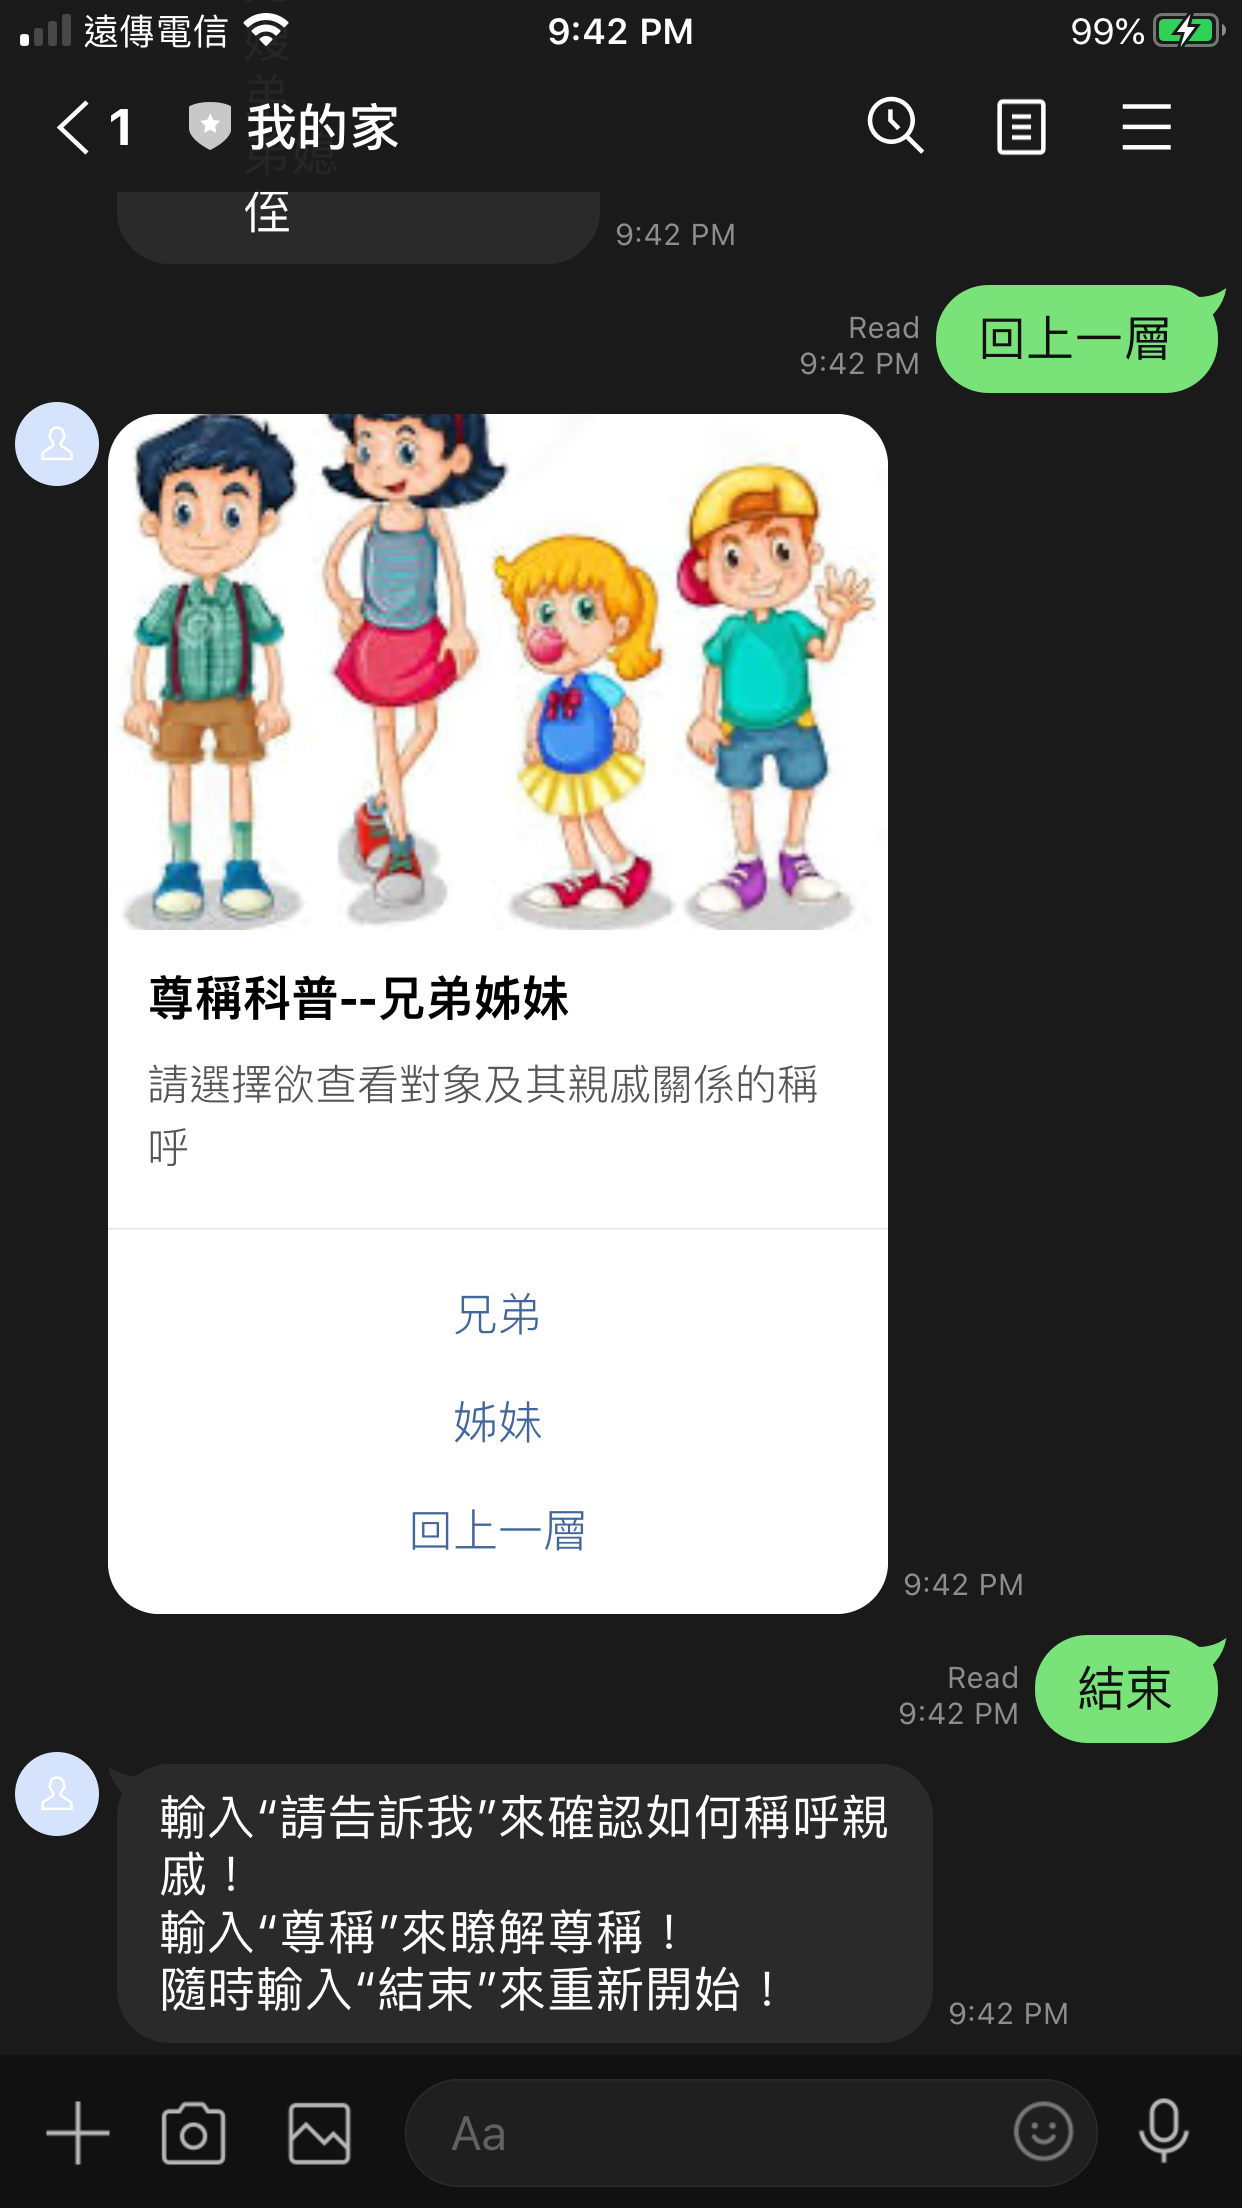 遠傳電信
9:42 PM
99%
1
我的家
弟媳
侄
9:42 PM
回上一層
Read
9:42 PM
尊稱科普--兄弟姊妹
請選擇欲查看對象及其親戚關係的稱
呼
兄弟
姊妹
回上一層
9:42 PM
結束
Read
9:42 PM
輸入“請告訴我”來確認如何稱呼親
戚！
輸入“尊稱”來瞭解尊稱！
隨時輸入“結束”來重新開始！
9:42 PM
Aa